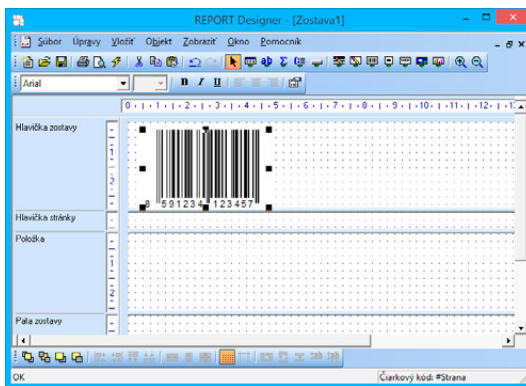 REPORT Designer - [Zostava1]
Súbor Úpravy Vložiť Objekt Zobraziť Okno Pomocník
Arial B I U
0 1 2 3 4 5 6 7 8 9 10 11 12
Hlavička zostavy
1
2
8 591234 123457
Hlavička stránky
Položka
1
2
Päta zostavy
OK Čiarkový kód: #Strana